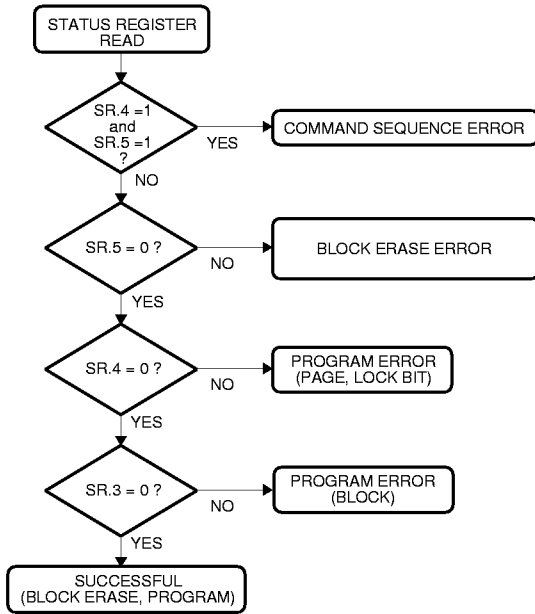 STATUS REGISTER
READ
SR.4 =1
and
SR.5 =1
?
YES
COMMAND SEQUENCE ERROR
NO
SR.5 = 0 ?
NO
BLOCK ERASE ERROR
YES
SR.4 = 0 ?
NO
PROGRAM ERROR
(PAGE, LOCK BIT)
YES
SR.3 = 0 ?
NO
PROGRAM ERROR
(BLOCK)
YES
SUCCESSFUL
(BLOCK ERASE, PROGRAM)